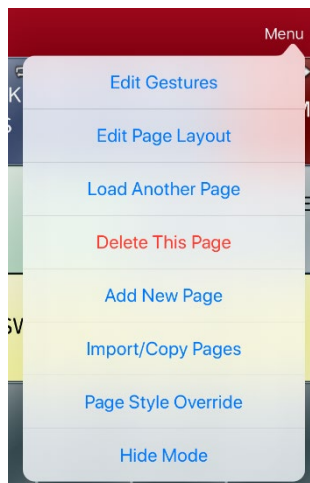 Menu
Edit Gestures
Edit Page Layout
Load Another Page
Delete This Page
Add New Page
Import/Copy Pages
Page Style Override
Hide Mode